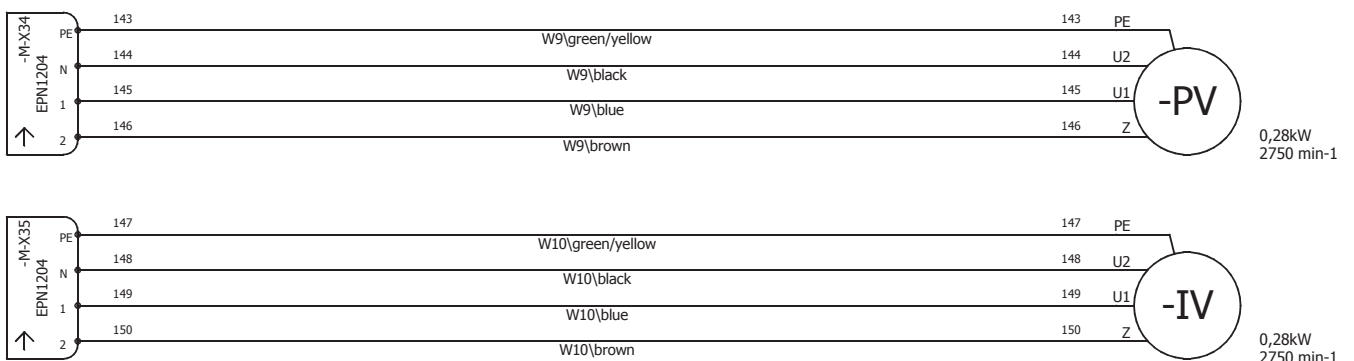 -M-X34
EPN1204
PE 143 W9\green/yellow 143 PE
N 144 W9\black 144 U2
1 145 W9\blue 145 U1
2 146 W9\brown 146 Z
-PV
0,28kW
2750 min-1
-M-X35
EPN1204
PE 147 W10\green/yellow 147 PE
N 148 W10\black 148 U2
1 149 W10\blue 149 U1
2 150 W10\brown 150 Z
-IV
0,28kW
2750 min-1